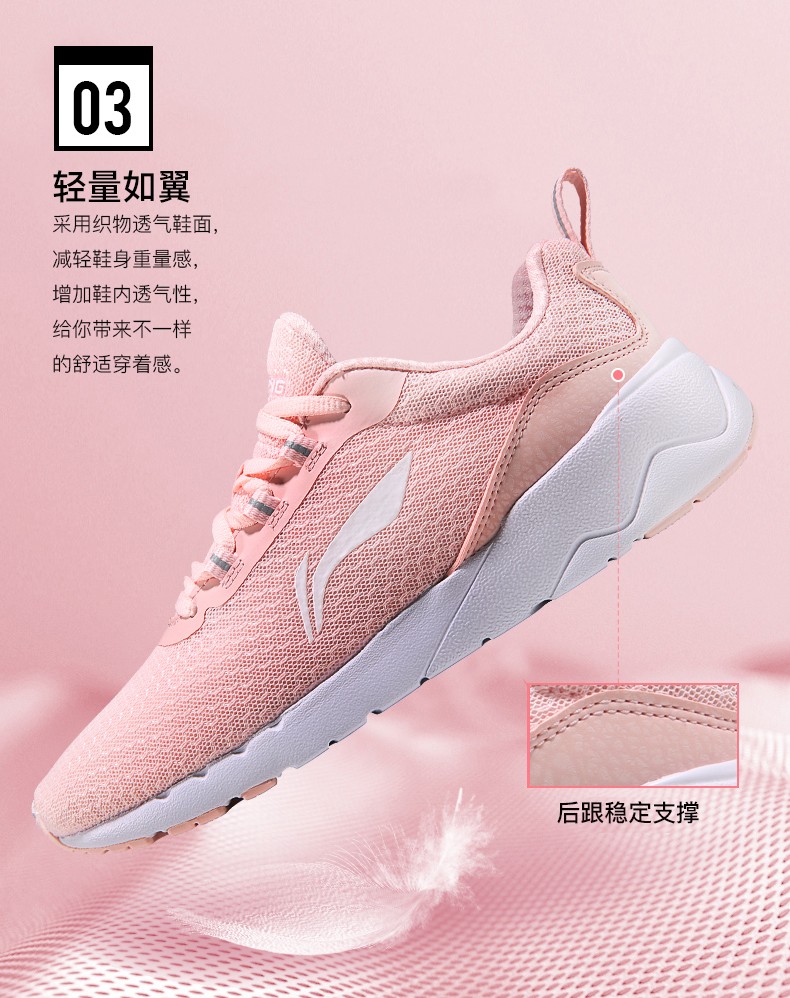 03
轻量如翼
采用织物透气鞋面,
减轻鞋身重量感,
增加鞋内透气性,
给你带来不一样
的舒适穿着感。
NG
后跟稳定支撑